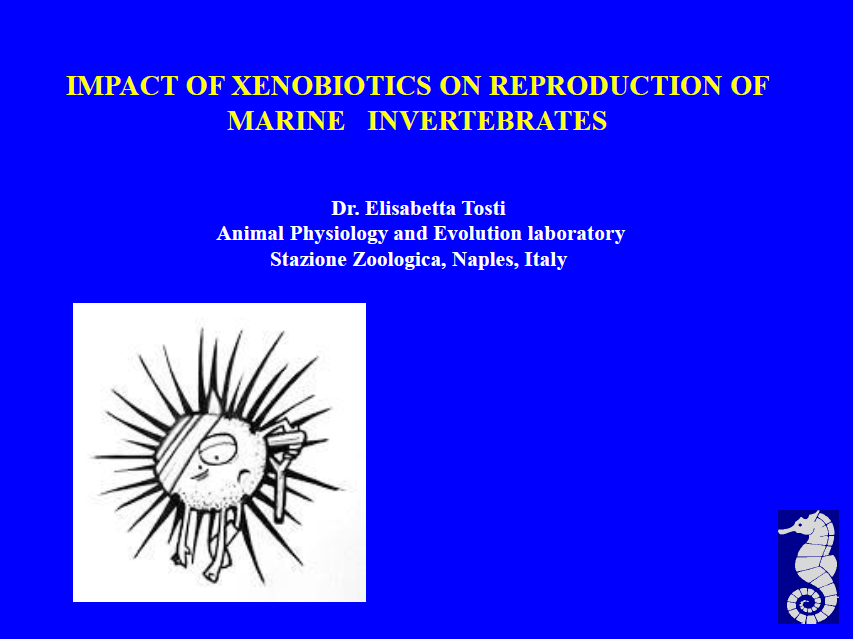 IMPACT OF XENOBIOTICS ON REPRODUCTION OF
MARINE INVERTEBRATES
Dr. Elisabetta Tosti
Animal Physiology and Evolution laboratory
Stazione Zoologica, Naples, Italy